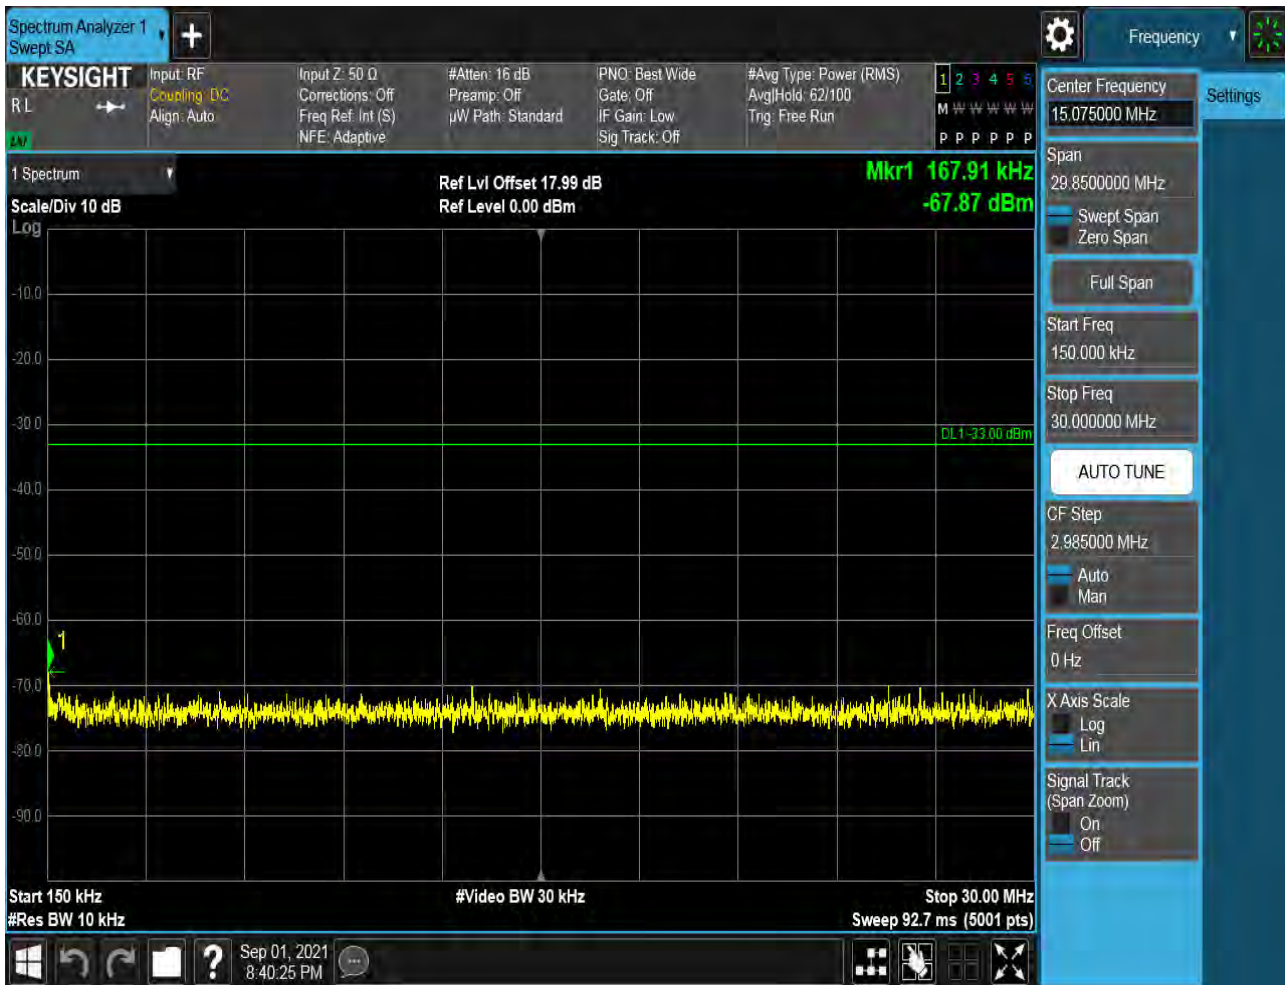 Spectrum Analyzer 1
Swept SA
Frequency
KEYSIGHT
R L
Input: RF
Coupling: DC
Align: Auto
Input Z: 50 Ω
Corrections: Off
Freq Ref: Int (S)
NFE: Adaptive
#Atten: 16 dB
Preamp: Off
µW Path: Standard
PNO: Best Wide
Gate: Off
IF Gain: Low
Sig Track: Off
#Avg Type: Power (RMS)
Avg|Hold: 62/100
Trig: Free Run
1 2 3 4 5 6
M W W W W W
P P P P P P
1 Spectrum
Scale/Div 10 dB
Log
Ref Lvl Offset 17.99 dB
Ref Level 0.00 dBm
Mkr1 167.91 kHz
-67.87 dBm
-10.0
-20.0
-30.0
DL1 -33.00 dBm
-40.0
-50.0
-60.0
1
-70.0
-80.0
-90.0
Start 150 kHz
#Video BW 30 kHz
Stop 30.00 MHz
#Res BW 10 kHz
Sweep 92.7 ms (5001 pts)
?
Sep 01, 2021
8:40:25 PM
Center Frequency
15.075000 MHz
Settings
Span
29.8500000 MHz
Swept Span
Zero Span
Full Span
Start Freq
150.000 kHz
Stop Freq
30.000000 MHz
AUTO TUNE
CF Step
2.985000 MHz
Auto
Man
Freq Offset
0 Hz
X Axis Scale
Log
Lin
Signal Track
(Span Zoom)
On
Off